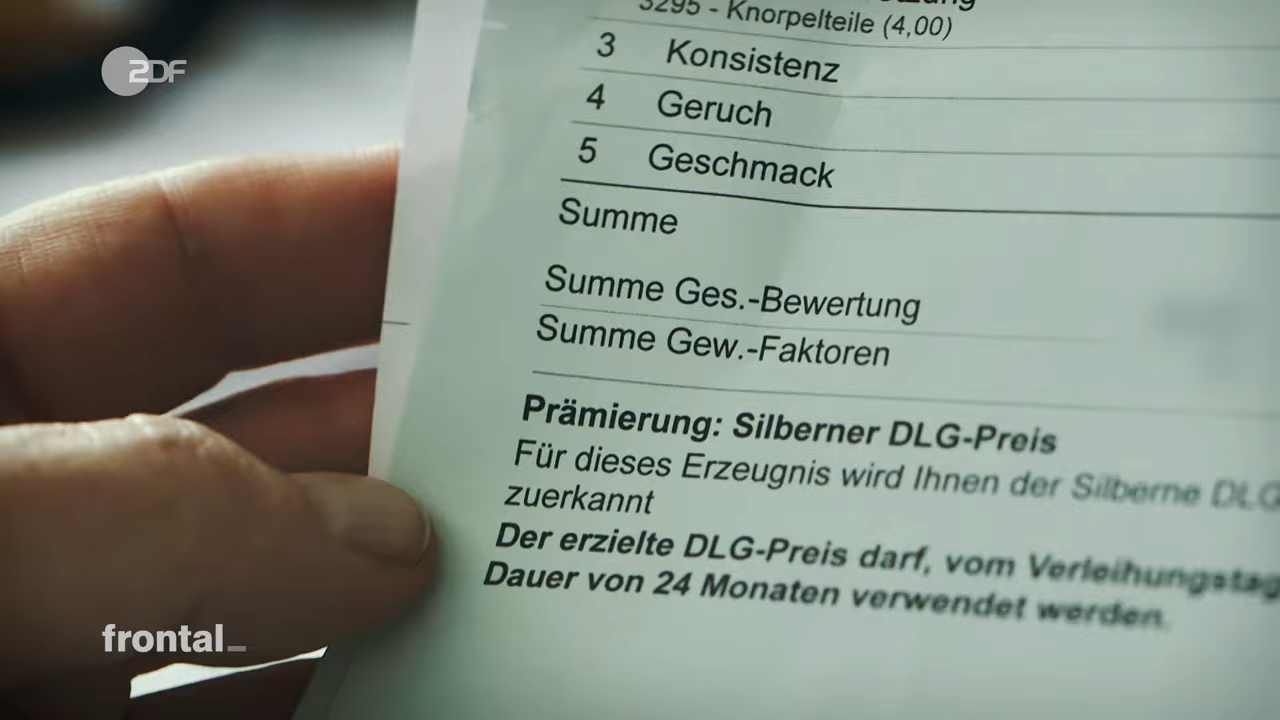 3295 - Knorpelteile (4,00)
3 Konsistenz
4 Geruch
5 Geschmack
Summe
Summe Ges.-Bewertung
Summe Gew.-Faktoren
Prämierung: Silberner DLG-Preis
Für dieses Erzeugnis wird Ihnen der Silberne DLG
zuerkannt
Der erzielte DLG-Preis darf, vom Verleihungstag
Dauer von 24 Monaten verwendet werden.
ZDF
frontal_